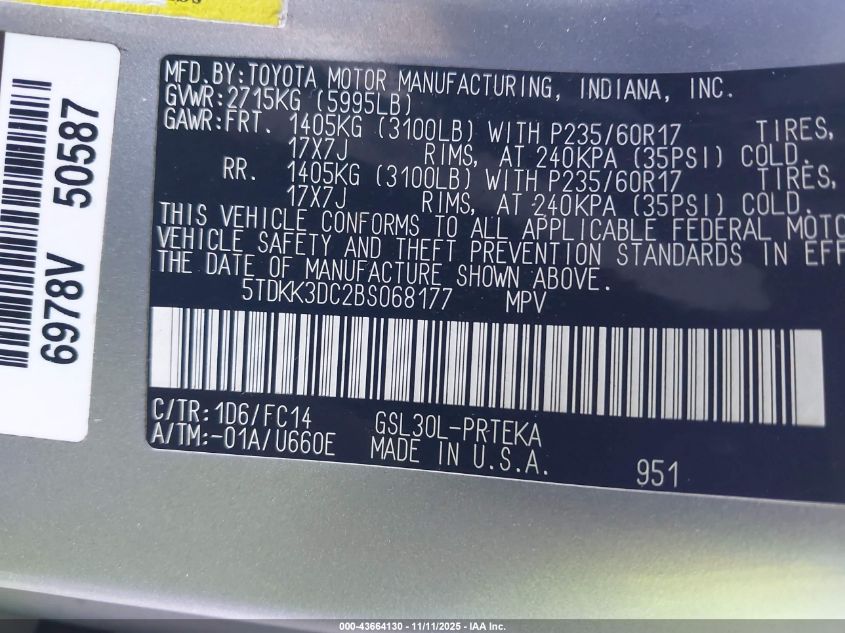 MFD.BY:TOYOTA MOTOR MANUFACTURING, INDIANA, INC.
GVWR:2715KG (5995LB)
GAWR:FRT. 1405KG (3100LB) WITH P235/60R17 TIRES,
17X7J RIMS, AT 240KPA (35PSI) COLD.
RR. 1405KG (3100LB) WITH P235/60R17 TIRES,
17X7J RIMS, AT 240KPA (35PSI) COLD.
THIS VEHICLE CONFORMS TO ALL APPLICABLE FEDERAL MOTO
VEHICLE SAFETY AND THEFT PREVENTION STANDARDS IN EFF
THE DATE OF MANUFACTURE SHOWN ABOVE.
5TDKK3DC2BS068177 MPV
C/TR:1D6/FC14 GSL30L-PRTEKA
A/TM:-01A/U660E MADE IN U.S.A.
951
6978V 50587
000-43664130 - 11/11/2025 - IAA Inc.